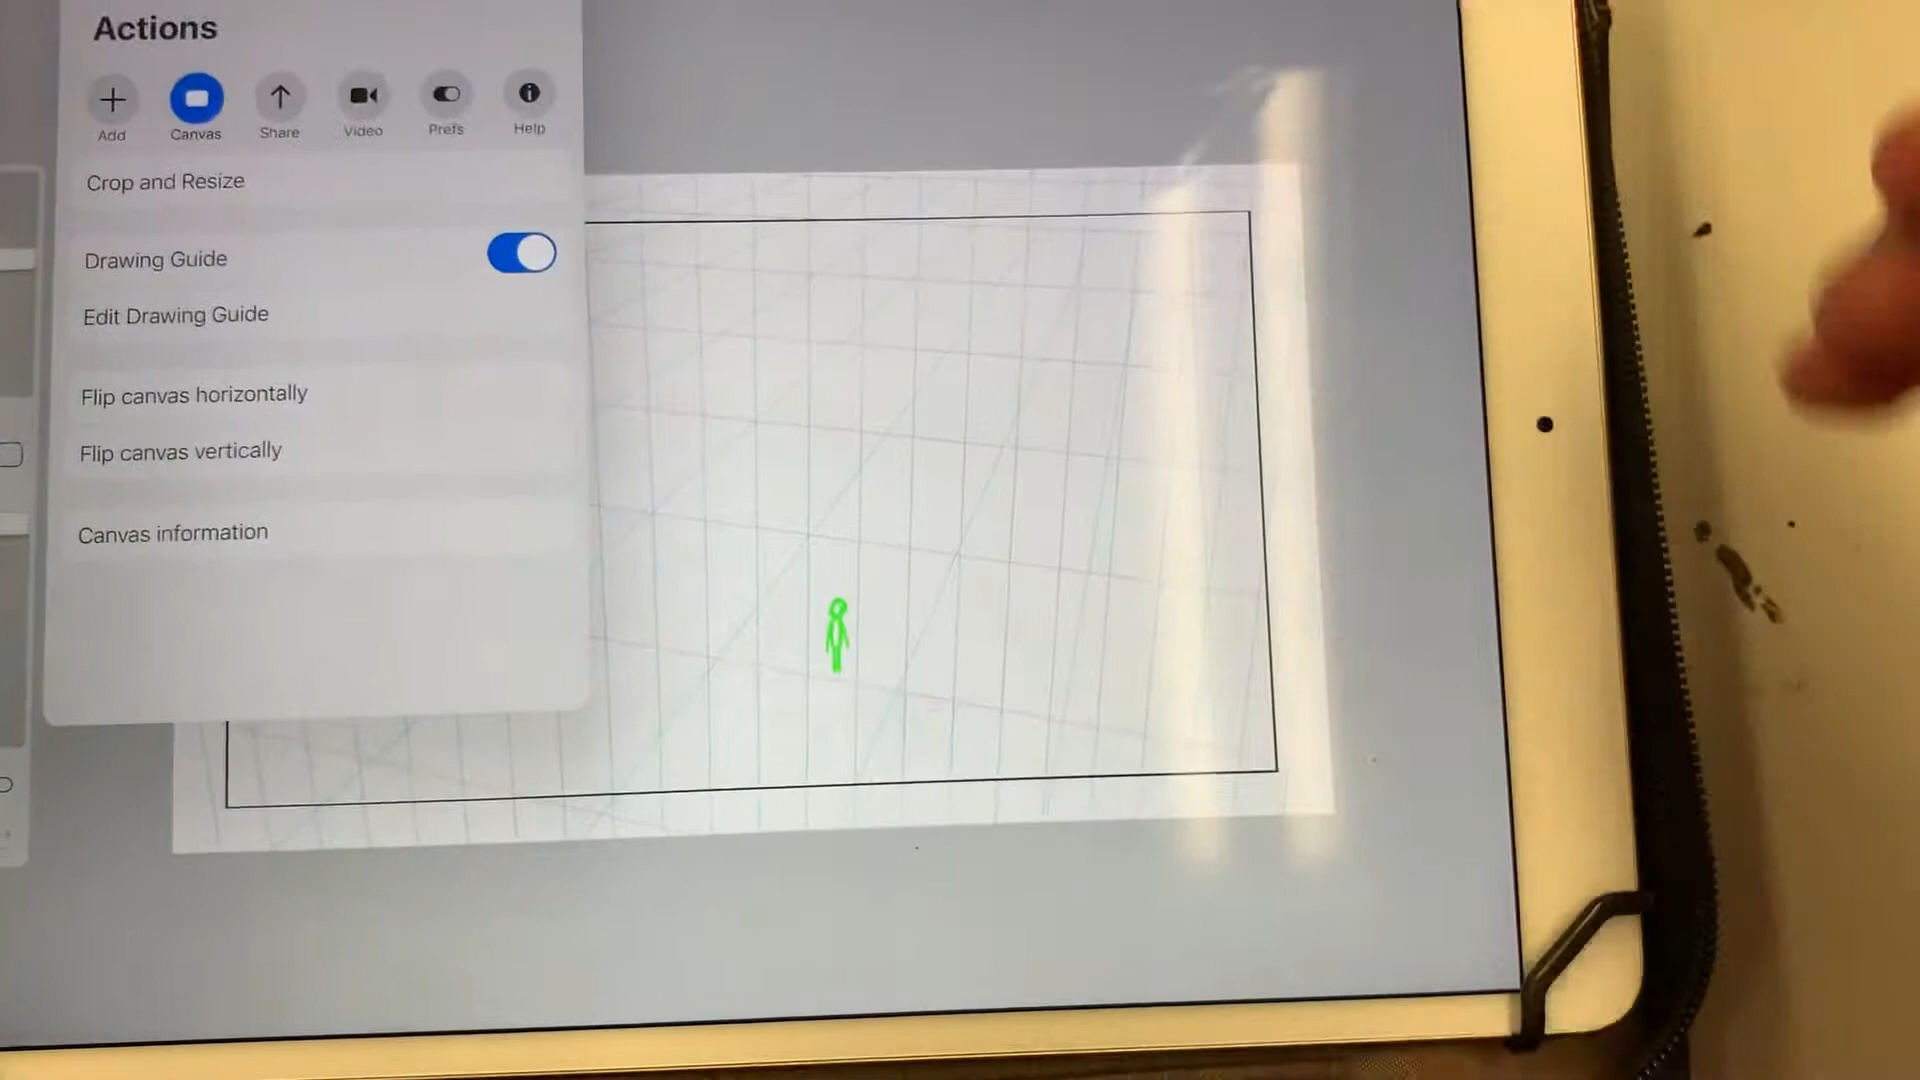 Actions
Add Canvas Share Video Prefs Help
Crop and Resize
Drawing Guide
Edit Drawing Guide
Flip canvas horizontally
Flip canvas vertically
Canvas information